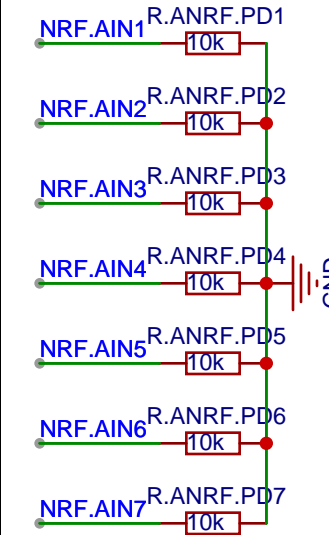 R.ANRF.PD1
NRF.AIN1
10k
R.ANRF.PD2
NRF.AIN2
10k
R.ANRF.PD3
NRF.AIN3
10k
R.ANRF.PD4
NRF.AIN4
10k
GND
R.ANRF.PD5
NRF.AIN5
10k
R.ANRF.PD6
NRF.AIN6
10k
R.ANRF.PD7
NRF.AIN7
10k